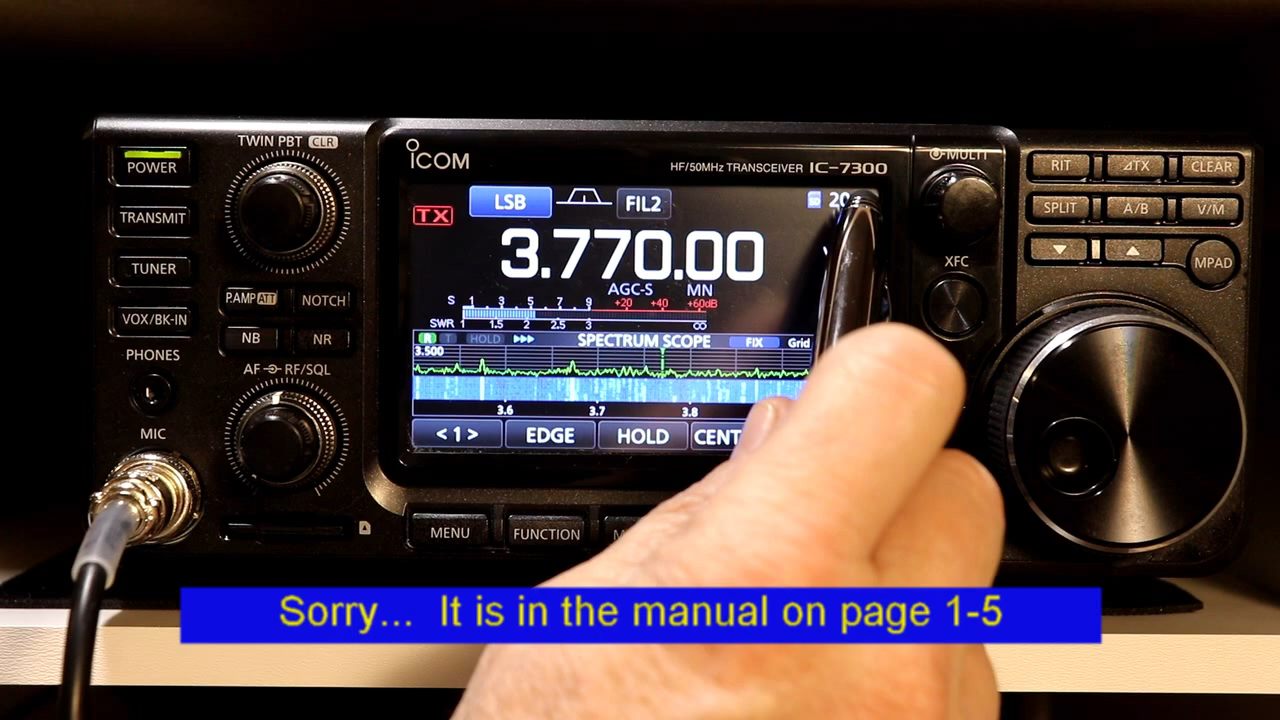 TWIN PBT CLR
POWER
TRANSMIT
TUNER
VOX/BK-IN
P.AMP ATT
NOTCH
NB
NR
PHONES
AF RF/SQL
MIC
ICOM
HF/50MHz TRANSCEIVER IC-7300
TX
LSB
FIL2
20
3.770.00
AGC-S MN
S 1 3 5 7 9 +20 +40 +60dB
SWR 1 1.5 2 2.5 3 ∞
R T HOLD SPECTRUM SCOPE FIX Grid
3.500
3.6 3.7 3.8
<1> EDGE HOLD CENT
MENU FUNCTION M
MULTI
XFC
RIT ⊿TX CLEAR
SPLIT A/B V/M
▼ ▲ MPAD
Sorry... It is in the manual on page 1-5